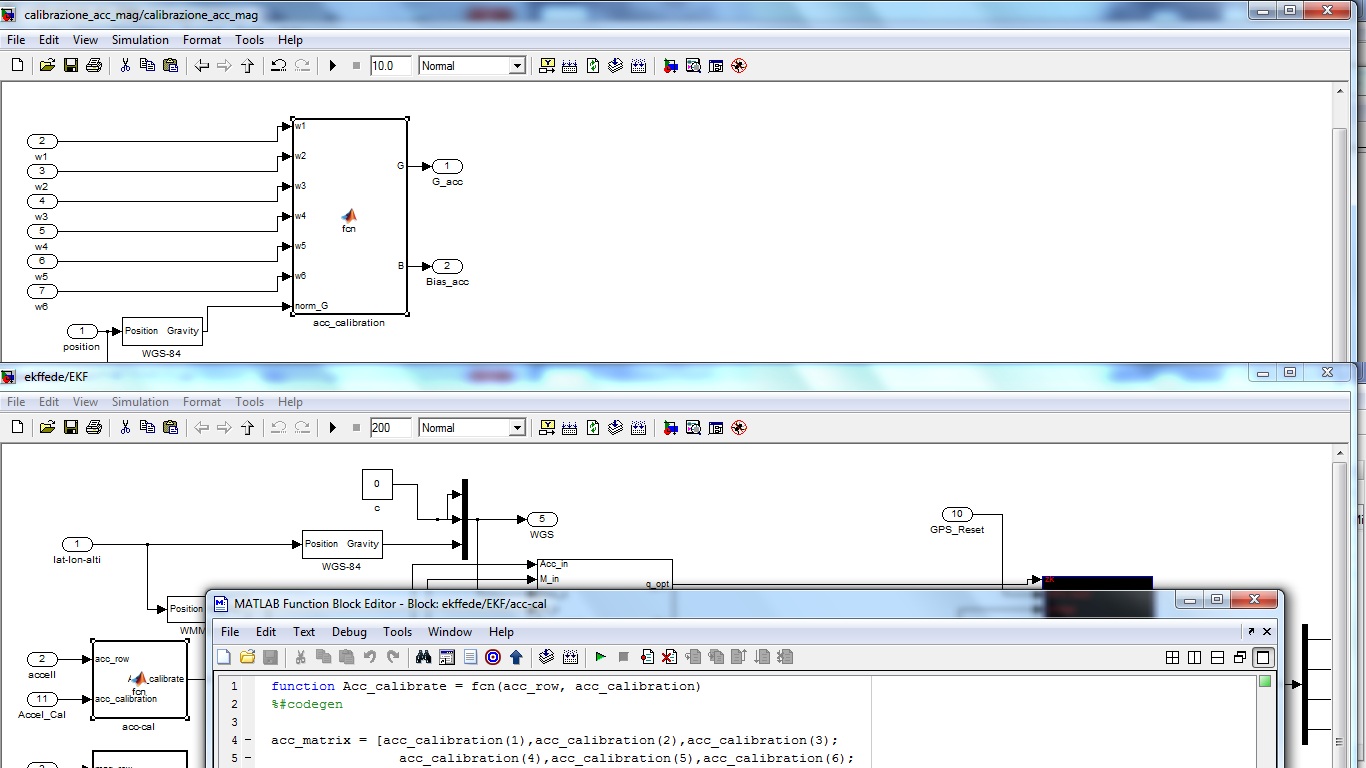 calibrazione_acc_mag/calibrazione_acc_mag
File Edit View Simulation Format Tools Help
10.0 Normal
2
w1
3
w2
4
w3
5
w4
6
w5
7
w6
1
position
Position Gravity
WGS-84
w1
w2
w3
w4
w5
w6
norm_G
fcn
G
B
acc_calibration
1
G_acc
2
Bias_acc
ekffede/EKF
File Edit View Simulation Format Tools Help
200 Normal
0
c
5
WGS
10
GPS_Reset
1
lat-lon-alti
Position Gravity
WGS-84
Acc_in
M_in
q_opt
zk
Position
WMM
2
accell
11
Accel_Cal
acc_row
fcn
acc_calibration
acc-cal
MATLAB Function Block Editor - Block: ekffede/EKF/acc-cal
File Edit Text Debug Tools Window Help
1 function Acc_calibrate = fcn(acc_row, acc_calibration)
2 %#codegen
3
4 – acc_matrix = [acc_calibration(1),acc_calibration(2),acc_calibration(3);
5 – acc_calibration(4),acc_calibration(5),acc_calibration(6);